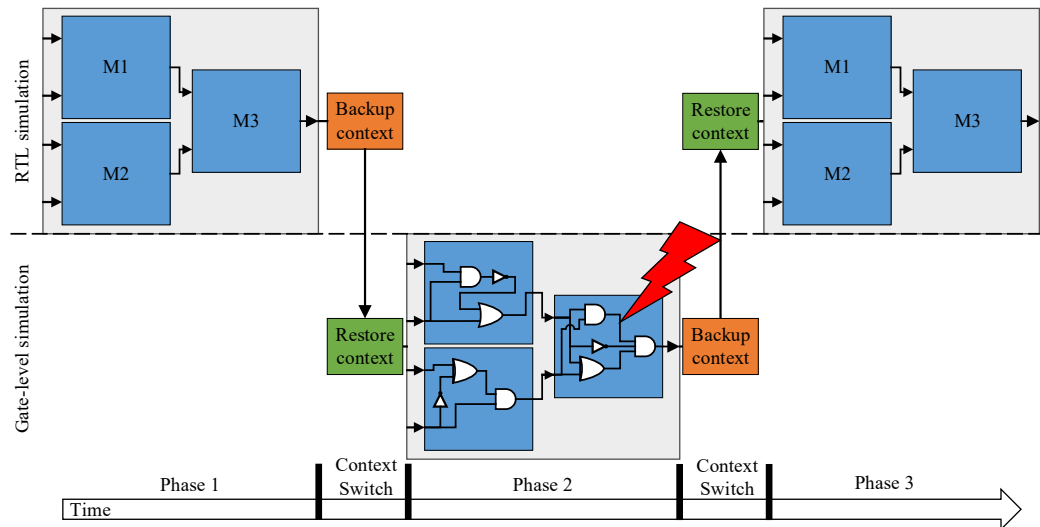 RTL simulation
M1
M2
M3
Backup
context
Restore
context
M1
M2
M3
Gate-level simulation
Restore
context
Backup
context
Phase 1
Context
Switch
Phase 2
Context
Switch
Phase 3
Time